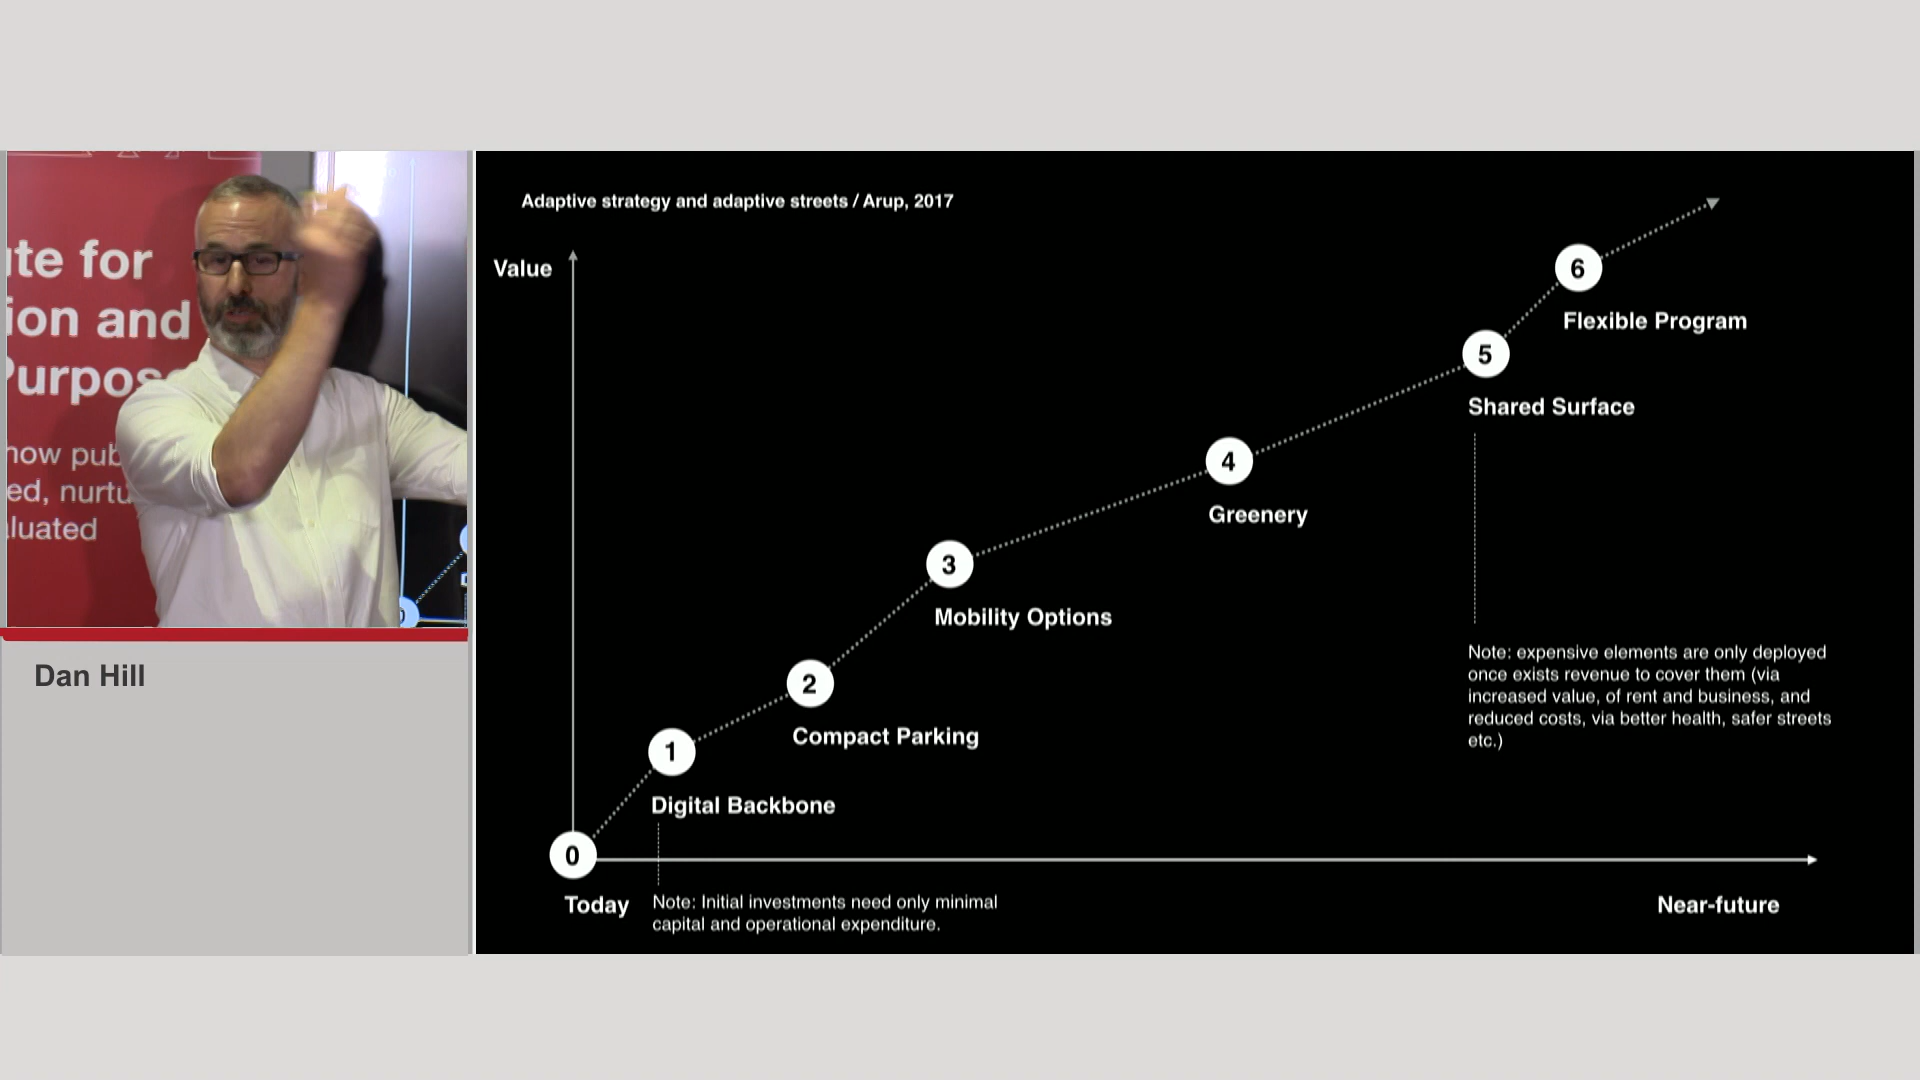 ute for
ion and
Purpose
how pub
ed, nurtu
luated
Dan Hill
Adaptive strategy and adaptive streets / Arup, 2017
Value
6
Flexible Program
5
Shared Surface
4
Greenery
3
Mobility Options
Note: expensive elements are only deployed
once exists revenue to cover them (via
increased value, of rent and business, and
reduced costs, via better health, safer streets
etc.)
2
Compact Parking
1
Digital Backbone
0
Today
Note: Initial investments need only minimal
capital and operational expenditure.
Near-future